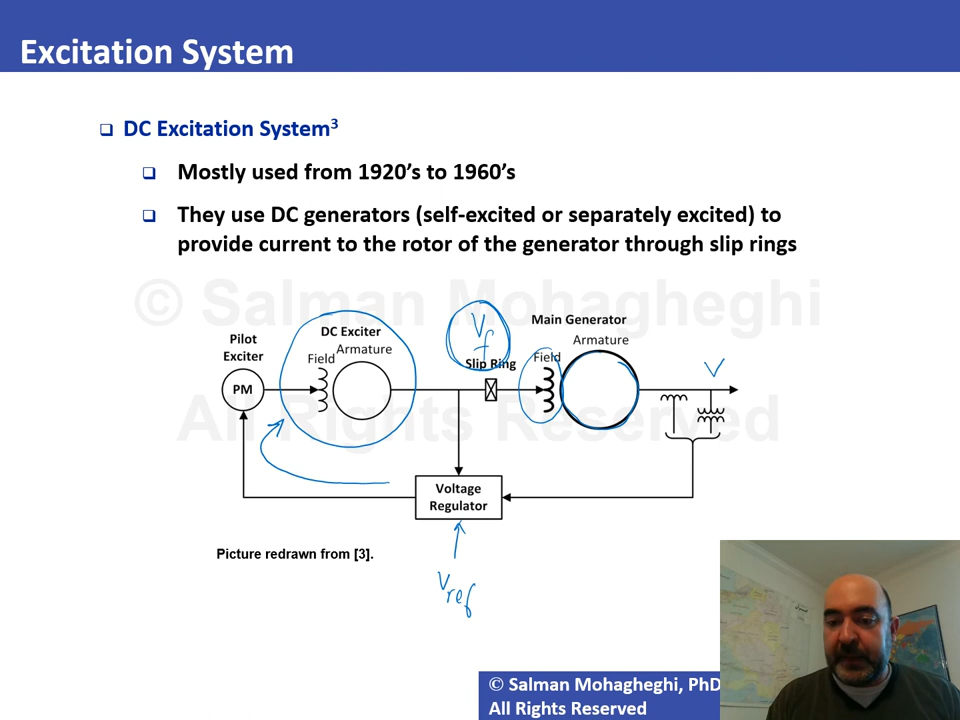 Excitation System
❑ DC Excitation System³
❑ Mostly used from 1920’s to 1960’s
❑ They use DC generators (self-excited or separately excited) to
provide current to the rotor of the generator through slip rings
© Salman Mohagheghi
All Rights Reserved
Pilot
Exciter
PM
DC Exciter
Field
Armature
Vf
Slip Ring
Main Generator
Armature
Field
V
Voltage
Regulator
Vref
Picture redrawn from [3].
© Salman Mohagheghi, PhD
All Rights Reserved